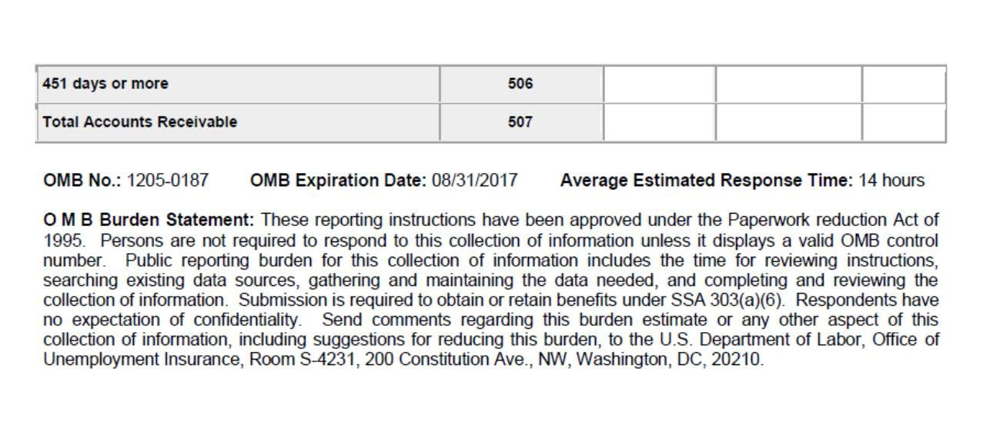 451 days or more 506
Total Accounts Receivable 507
OMB No.: 1205-0187 OMB Expiration Date: 08/31/2017 Average Estimated Response Time: 14 hours
O M B Burden Statement: These reporting instructions have been approved under the Paperwork reduction Act of
1995. Persons are not required to respond to this collection of information unless it displays a valid OMB control
number. Public reporting burden for this collection of information includes the time for reviewing instructions,
searching existing data sources, gathering and maintaining the data needed, and completing and reviewing the
collection of information. Submission is required to obtain or retain benefits under SSA 303(a)(6). Respondents have
no expectation of confidentiality. Send comments regarding this burden estimate or any other aspect of this
collection of information, including suggestions for reducing this burden, to the U.S. Department of Labor, Office of
Unemployment Insurance, Room S-4231, 200 Constitution Ave., NW, Washington, DC, 20210.